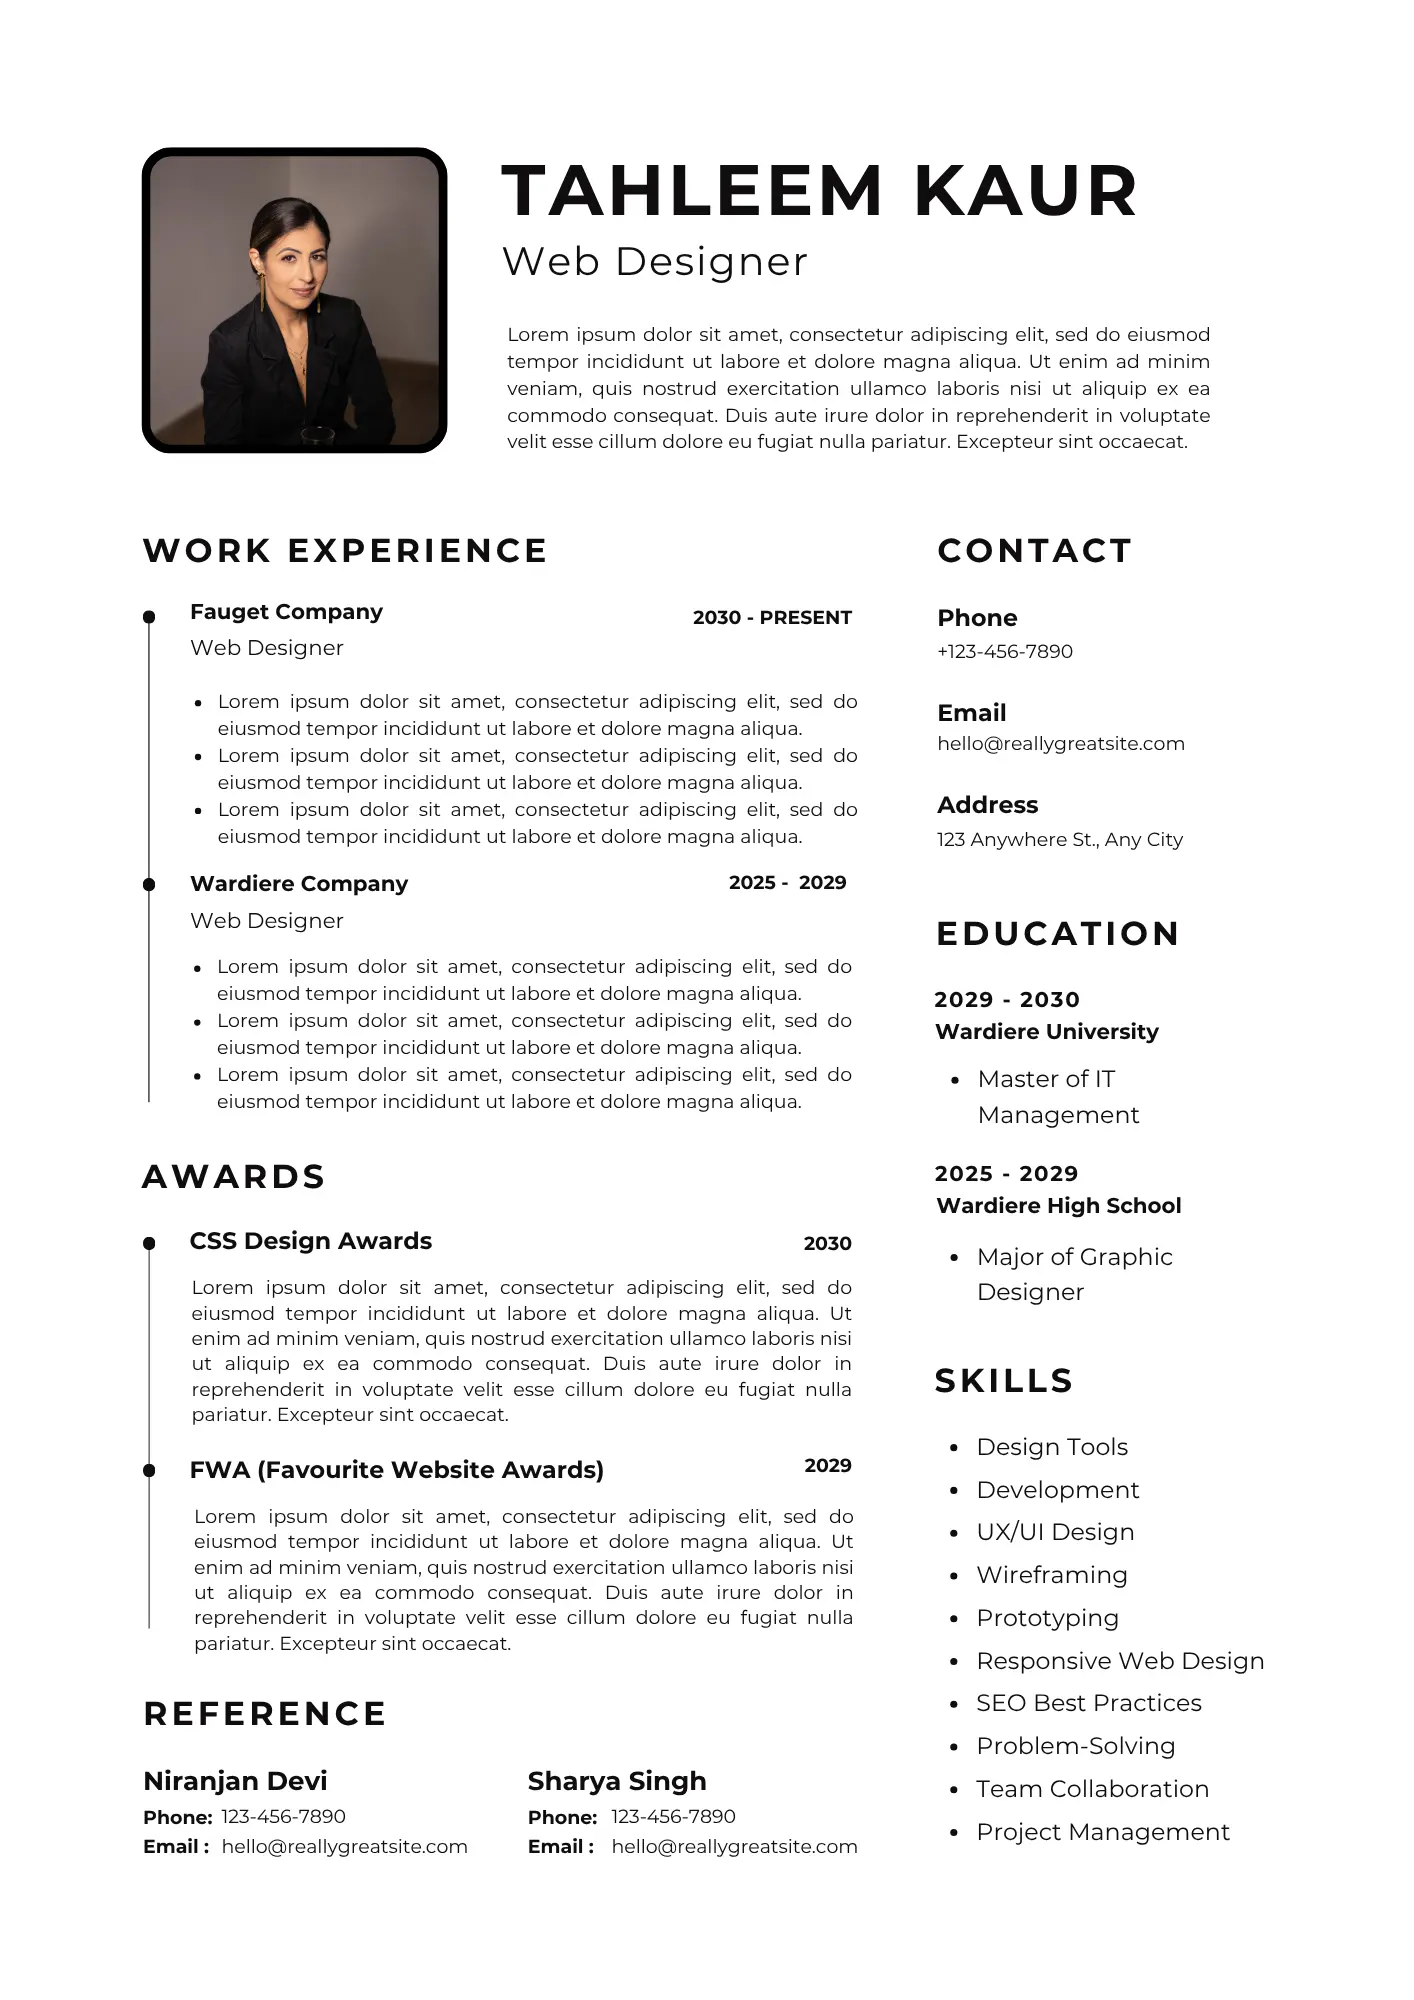 TAHLEEM KAUR
Web Designer
Lorem ipsum dolor sit amet, consectetur adipiscing elit, sed do eiusmod
tempor incididunt ut labore et dolore magna aliqua. Ut enim ad minim
veniam, quis nostrud exercitation ullamco laboris nisi ut aliquip ex ea
commodo consequat. Duis aute irure dolor in reprehenderit in voluptate
velit esse cillum dolore eu fugiat nulla pariatur. Excepteur sint occaecat.
WORK EXPERIENCE
Fauget Company
2030 - PRESENT
Web Designer
• Lorem ipsum dolor sit amet, consectetur adipiscing elit, sed do
eiusmod tempor incididunt ut labore et dolore magna aliqua.
• Lorem ipsum dolor sit amet, consectetur adipiscing elit, sed do
eiusmod tempor incididunt ut labore et dolore magna aliqua.
• Lorem ipsum dolor sit amet, consectetur adipiscing elit, sed do
eiusmod tempor incididunt ut labore et dolore magna aliqua.
Wardiere Company
2025 - 2029
Web Designer
• Lorem ipsum dolor sit amet, consectetur adipiscing elit, sed do
eiusmod tempor incididunt ut labore et dolore magna aliqua.
• Lorem ipsum dolor sit amet, consectetur adipiscing elit, sed do
eiusmod tempor incididunt ut labore et dolore magna aliqua.
• Lorem ipsum dolor sit amet, consectetur adipiscing elit, sed do
eiusmod tempor incididunt ut labore et dolore magna aliqua.
AWARDS
CSS Design Awards
2030
Lorem ipsum dolor sit amet, consectetur adipiscing elit, sed do
eiusmod tempor incididunt ut labore et dolore magna aliqua. Ut
enim ad minim veniam, quis nostrud exercitation ullamco laboris nisi
ut aliquip ex ea commodo consequat. Duis aute irure dolor in
reprehenderit in voluptate velit esse cillum dolore eu fugiat nulla
pariatur. Excepteur sint occaecat.
FWA (Favourite Website Awards)
2029
Lorem ipsum dolor sit amet, consectetur adipiscing elit, sed do
eiusmod tempor incididunt ut labore et dolore magna aliqua. Ut
enim ad minim veniam, quis nostrud exercitation ullamco laboris nisi
ut aliquip ex ea commodo consequat. Duis aute irure dolor in
reprehenderit in voluptate velit esse cillum dolore eu fugiat nulla
pariatur. Excepteur sint occaecat.
REFERENCE
Niranjan Devi
Phone: 123-456-7890
Email : hello@reallygreatsite.com
Sharya Singh
Phone: 123-456-7890
Email : hello@reallygreatsite.com
CONTACT
Phone
+123-456-7890
Email
hello@reallygreatsite.com
Address
123 Anywhere St., Any City
EDUCATION
2029 - 2030
Wardiere University
• Master of IT
Management
2025 - 2029
Wardiere High School
• Major of Graphic
Designer
SKILLS
• Design Tools
• Development
• UX/UI Design
• Wireframing
• Prototyping
• Responsive Web Design
• SEO Best Practices
• Problem-Solving
• Team Collaboration
• Project Management